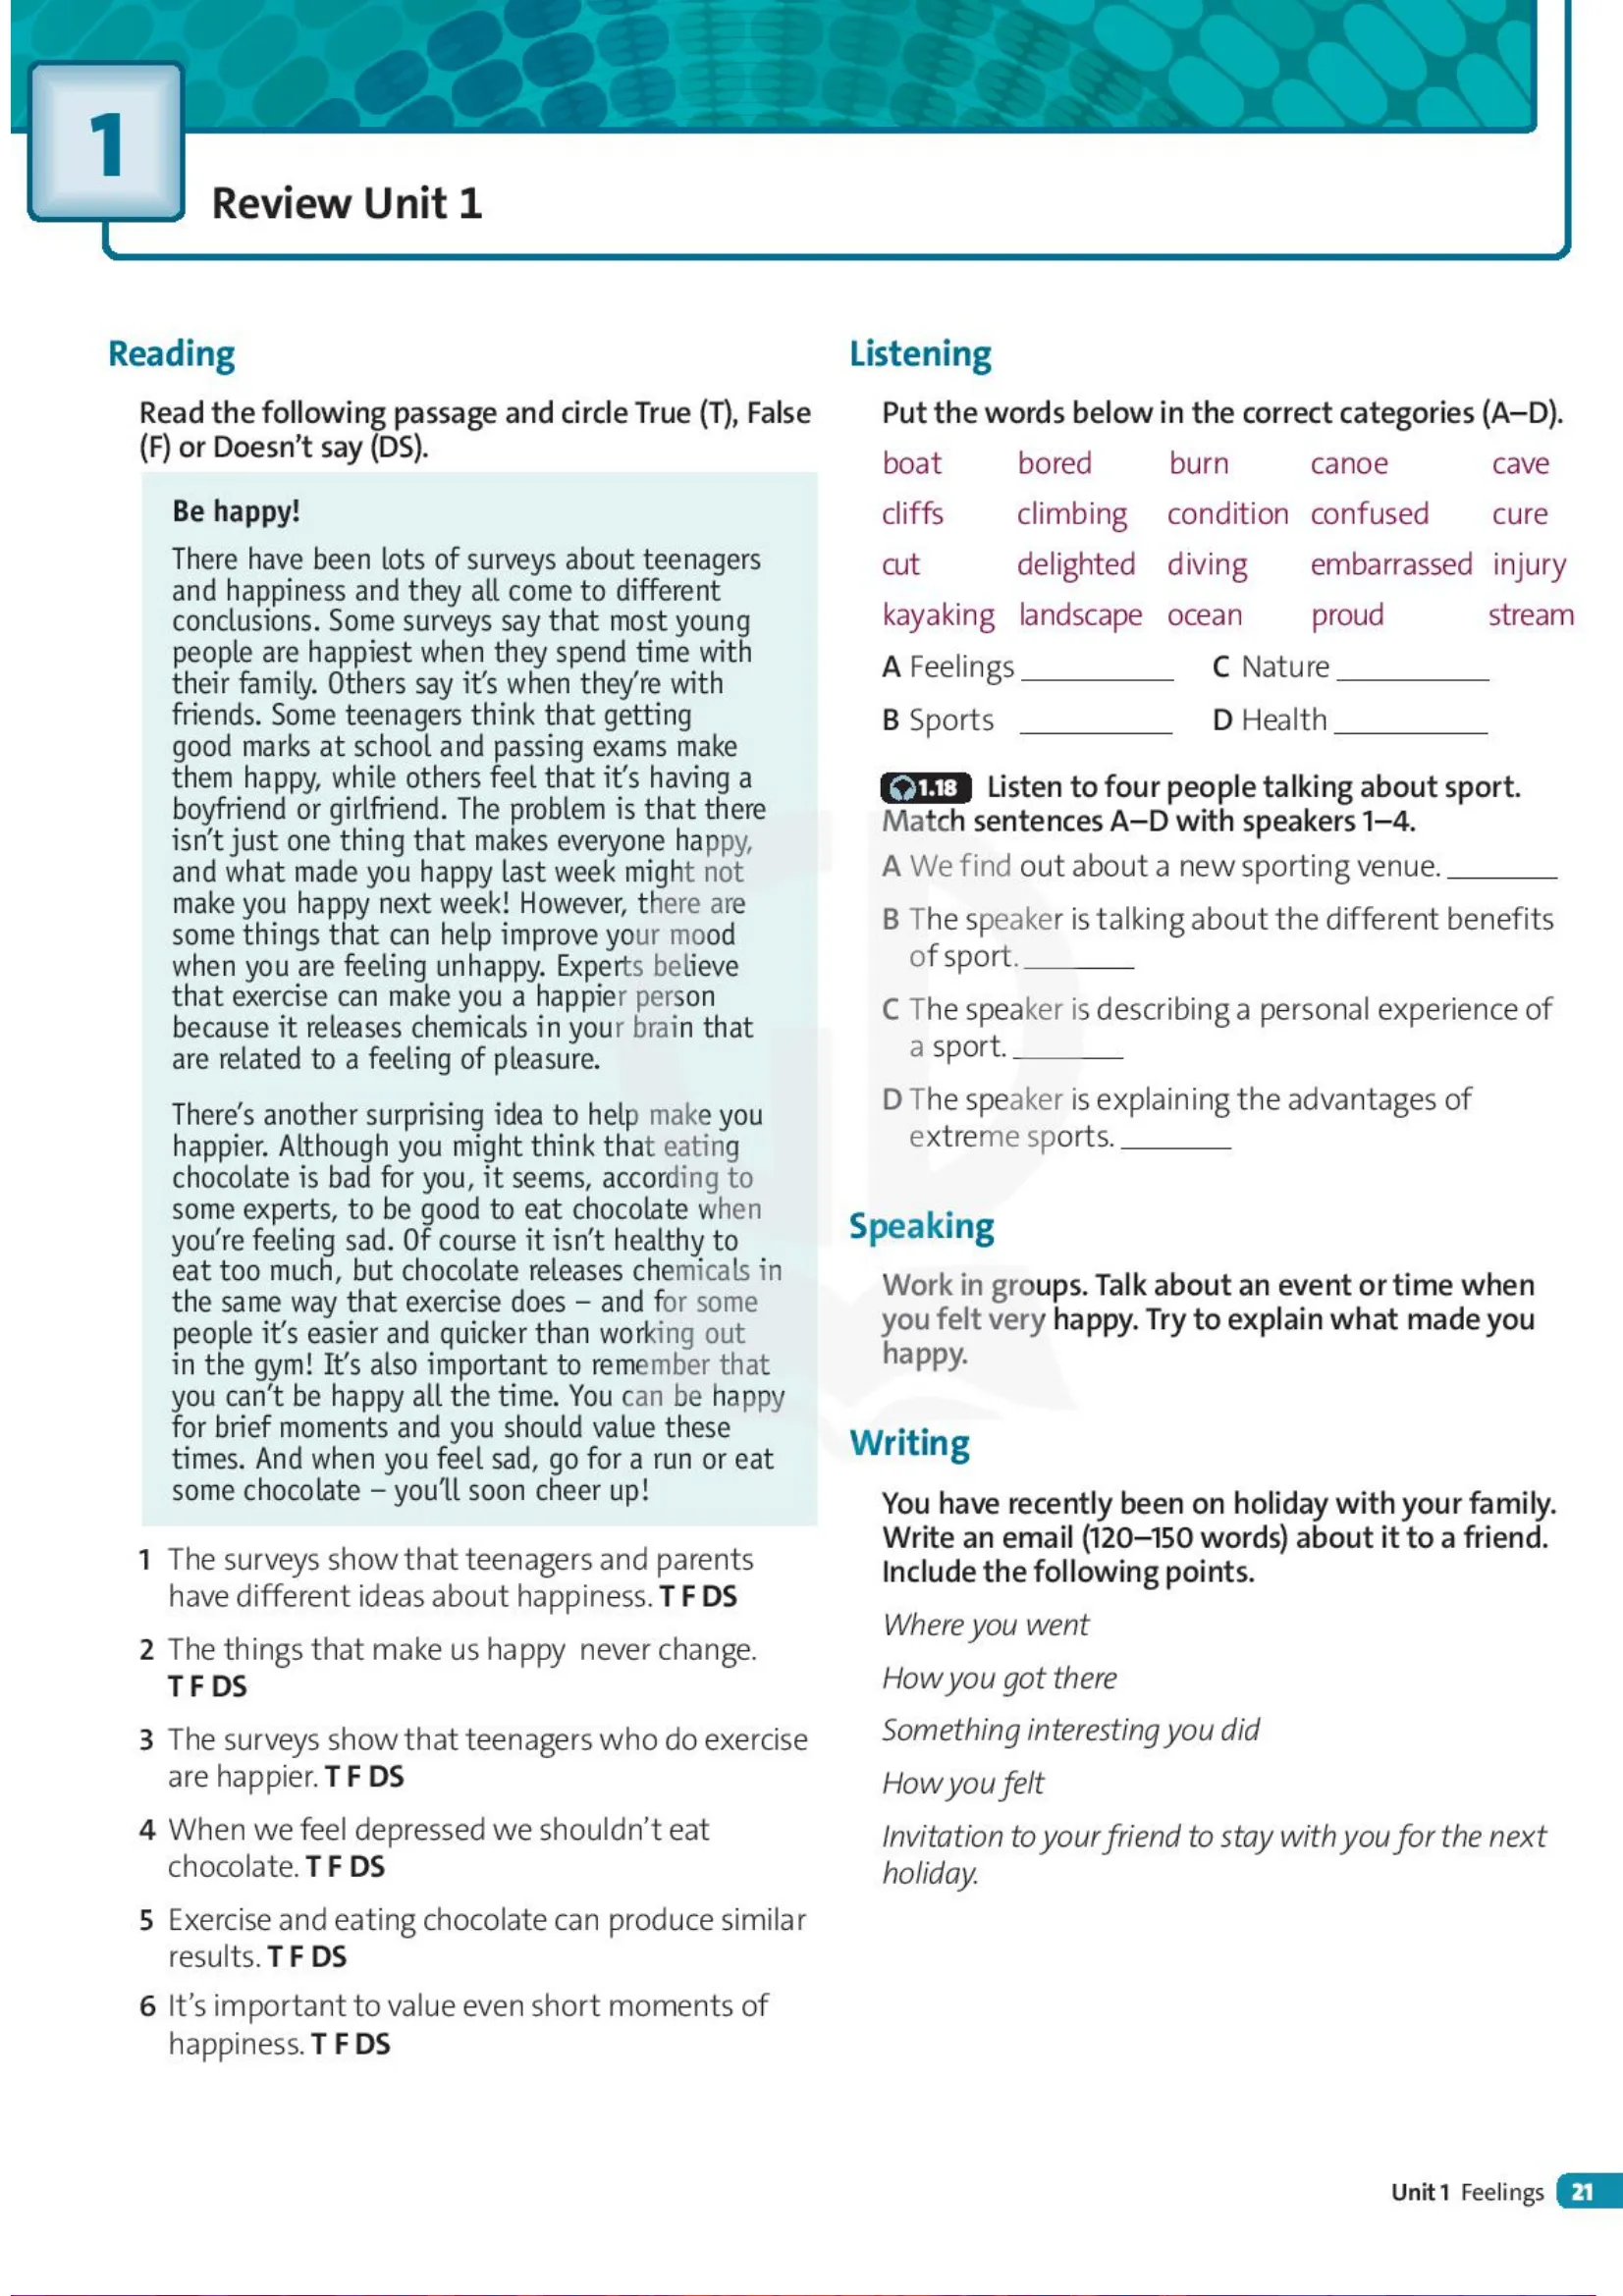 1
Review Unit 1
Reading
Read the following passage and circle True (T), False
(F) or Doesn't say (DS).
Be happy!
There have been lots of surveys about teenagers
and happiness and they all come to different
conclusions. Some surveys say that most young
people are happiest when they spend time with
their family. Others say it's when they're with
friends. Some teenagers think that getting
good marks at school and passing exams make
them happy, while others feel that it's having a
boyfriend or girlfriend. The problem is that there
isn't just one thing that makes everyone happy,
and what made you happy last week might not
make you happy next week! However, there are
some things that can help improve your mood
when you are feeling unhappy. Experts believe
that exercise can make you a happier person
because it releases chemicals in your brain that
are related to a feeling of pleasure.
There's another surprising idea to help make you
happier. Although you might think that eating
chocolate is bad for you, it seems, according to
some experts, to be good to eat chocolate when
you're feeling sad. Of course it isn't healthy to
eat too much, but chocolate releases chemicals in
the same way that exercise does – and for some
people it's easier and quicker than working out
in the gym! It's also important to remember that
you can't be happy all the time. You can be happy
for brief moments and you should value these
times. And when you feel sad, go for a run or eat
some chocolate – you'll soon cheer up!
1 The surveys show that teenagers and parents
have different ideas about happiness. T F DS
2 The things that make us happy never change.
T F DS
3 The surveys show that teenagers who do exercise
are happier. T F DS
4 When we feel depressed we shouldn't eat
chocolate. T F DS
5 Exercise and eating chocolate can produce similar
results. T F DS
6 It's important to value even short moments of
happiness. T F DS
Listening
Put the words below in the correct categories (A–D).
boat bored burn canoe cave
cliffs climbing condition confused cure
cut delighted diving embarrassed injury
kayaking landscape ocean proud stream
A Feelings ________ C Nature ________
B Sports ________ D Health ________
1.18 Listen to four people talking about sport.
Match sentences A–D with speakers 1–4.
A We find out about a new sporting venue. ______
B The speaker is talking about the different benefits
of sport. ______
C The speaker is describing a personal experience of
a sport. ______
D The speaker is explaining the advantages of
extreme sports. ______
Speaking
Work in groups. Talk about an event or time when
you felt very happy. Try to explain what made you
happy.
Writing
You have recently been on holiday with your family.
Write an email (120–150 words) about it to a friend.
Include the following points.
Where you went
How you got there
Something interesting you did
How you felt
Invitation to your friend to stay with you for the next
holiday.
Unit 1 Feelings 21